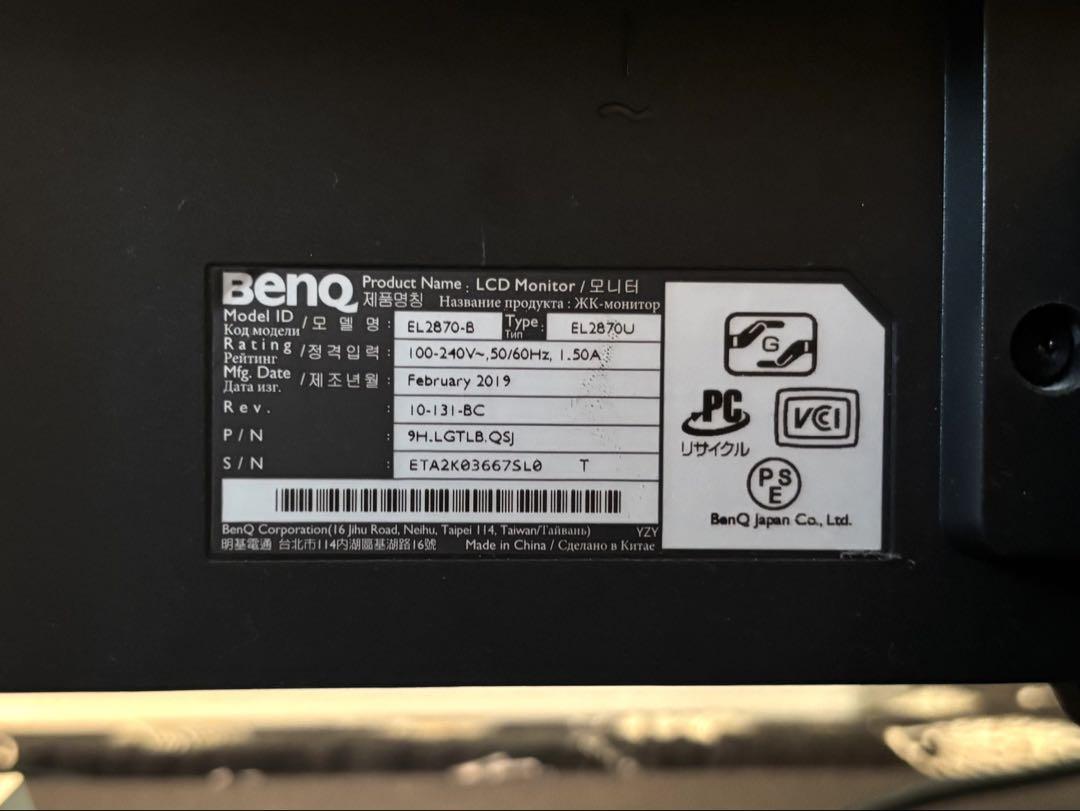 BenQ Product Name : LCD Monitor / 모니터
제품명칭 Название продукта : ЖК-монитор
Model ID / 모 델 명 : EL2870-B Type : EL2870U
Код модели Тип
Rating / 정격입력 : 100-240V~,50/60Hz, 1.50A
Рейтинг
Mfg. Date / 제조년월 : February 2019
Дата изг.
Rev. : 10-131-BC
P/N : 9H.LGTLB.QSJ
S/N : ETA2K03667SL0 T
BenQ Corporation(16 Jihu Road, Neihu, Taipei 114, Taiwan/Тайвань) YZY
明基電通 台北市114内湖區基湖路16號 Made in China / Сделано в Китае
G
PC
リサイクル
VCI
PSE
BenQ Japan Co., Ltd.